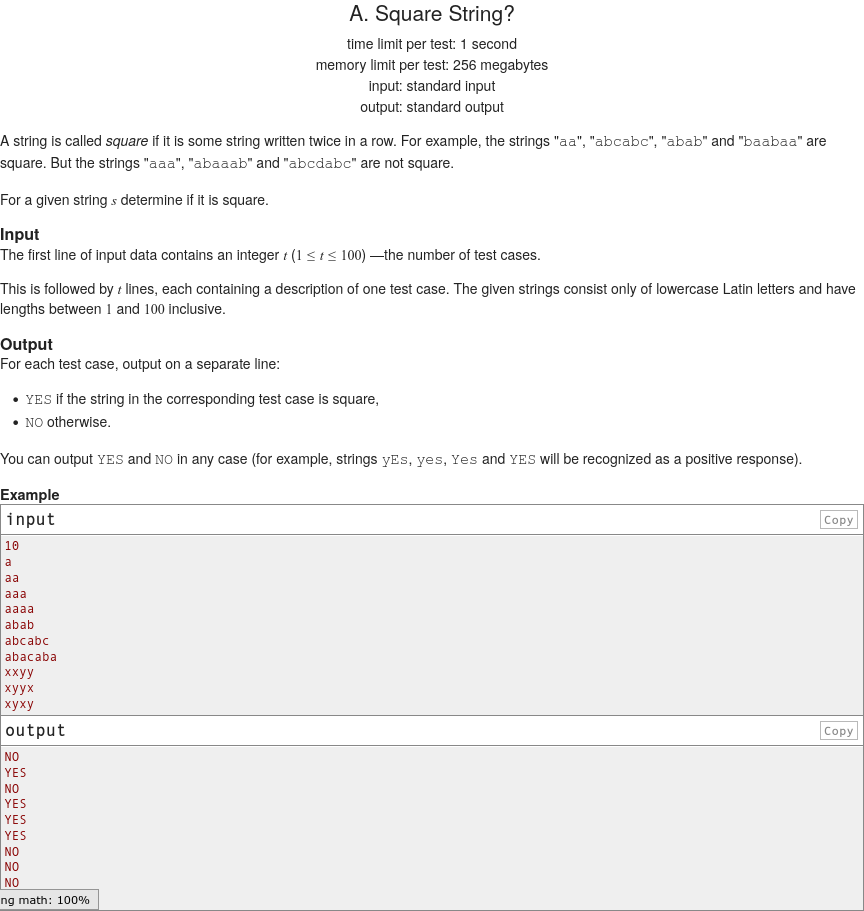 A. Square String?
time limit per test: 1 second
memory limit per test: 256 megabytes
input: standard input
output: standard output
A string is called square if it is some string written twice in a row. For example, the strings "aa", "abcabc", "abab" and "baabaa" are
square. But the strings "aaa", "abaaab" and "abcdabc" are not square.
For a given string s determine if it is square.
Input
The first line of input data contains an integer t (1 ≤ t ≤ 100) —the number of test cases.
This is followed by t lines, each containing a description of one test case. The given strings consist only of lowercase Latin letters and have
lengths between 1 and 100 inclusive.
Output
For each test case, output on a separate line:
• YES if the string in the corresponding test case is square,
• NO otherwise.
You can output YES and NO in any case (for example, strings yEs, yes, Yes and YES will be recognized as a positive response).
Example
input Copy
10
a
aa
aaa
aaaa
abab
abcabc
abacaba
xxyy
xyyx
xyxy
output Copy
NO
YES
NO
YES
YES
YES
NO
NO
NO
ng math: 100%